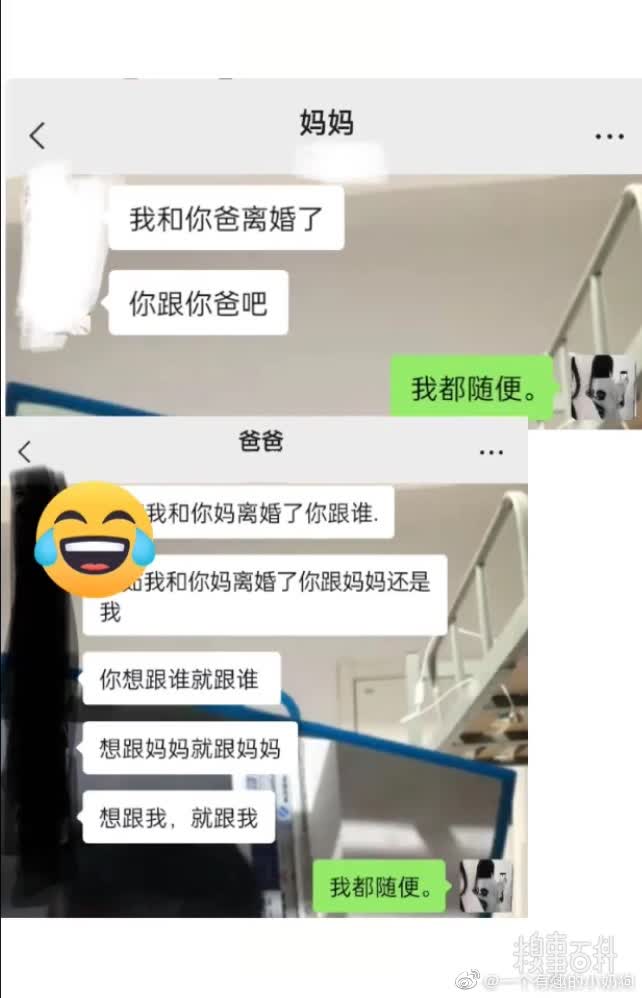 妈妈
我和你爸离婚了
你跟你爸吧
我都随便。
爸爸
我和你妈离婚了你跟谁.
如我和你妈离婚了你跟妈妈还是
我
你想跟谁就跟谁
想跟妈妈就跟妈妈
想跟我，就跟我
我都随便。
糗事百科
@一个有趣的小奶狗